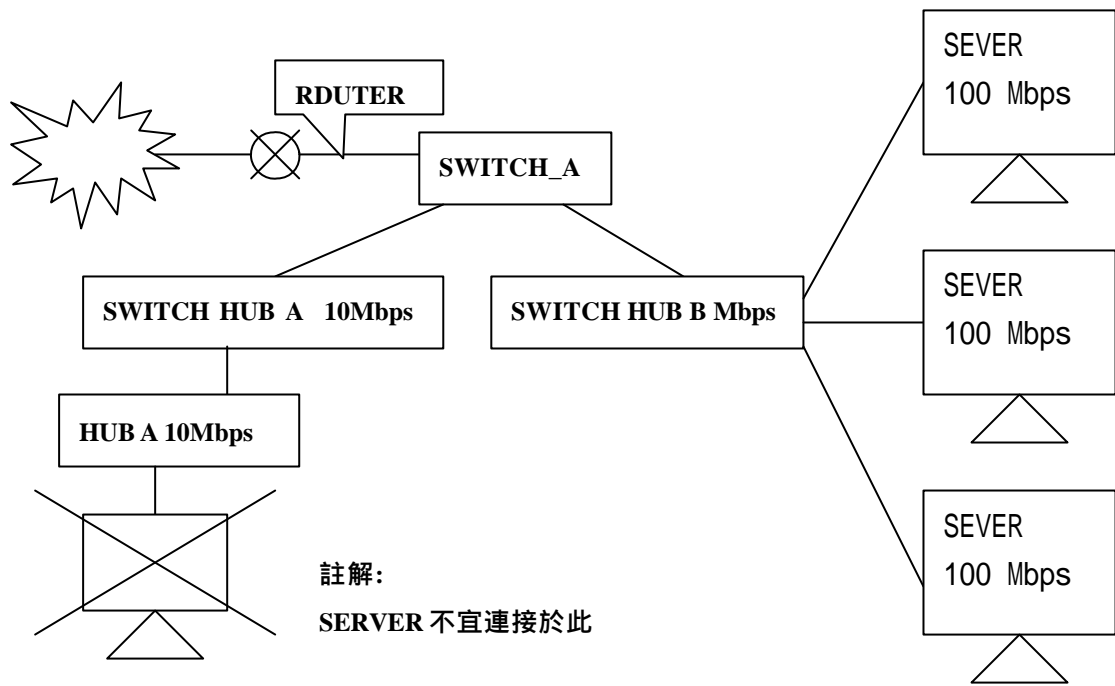 RDUTER
SWITCH_A
SWITCH HUB A 10Mbps
SWITCH HUB B Mbps
HUB A 10Mbps
SEVER
100 Mbps
SEVER
100 Mbps
SEVER
100 Mbps
註解:
SERVER 不宜連接於此